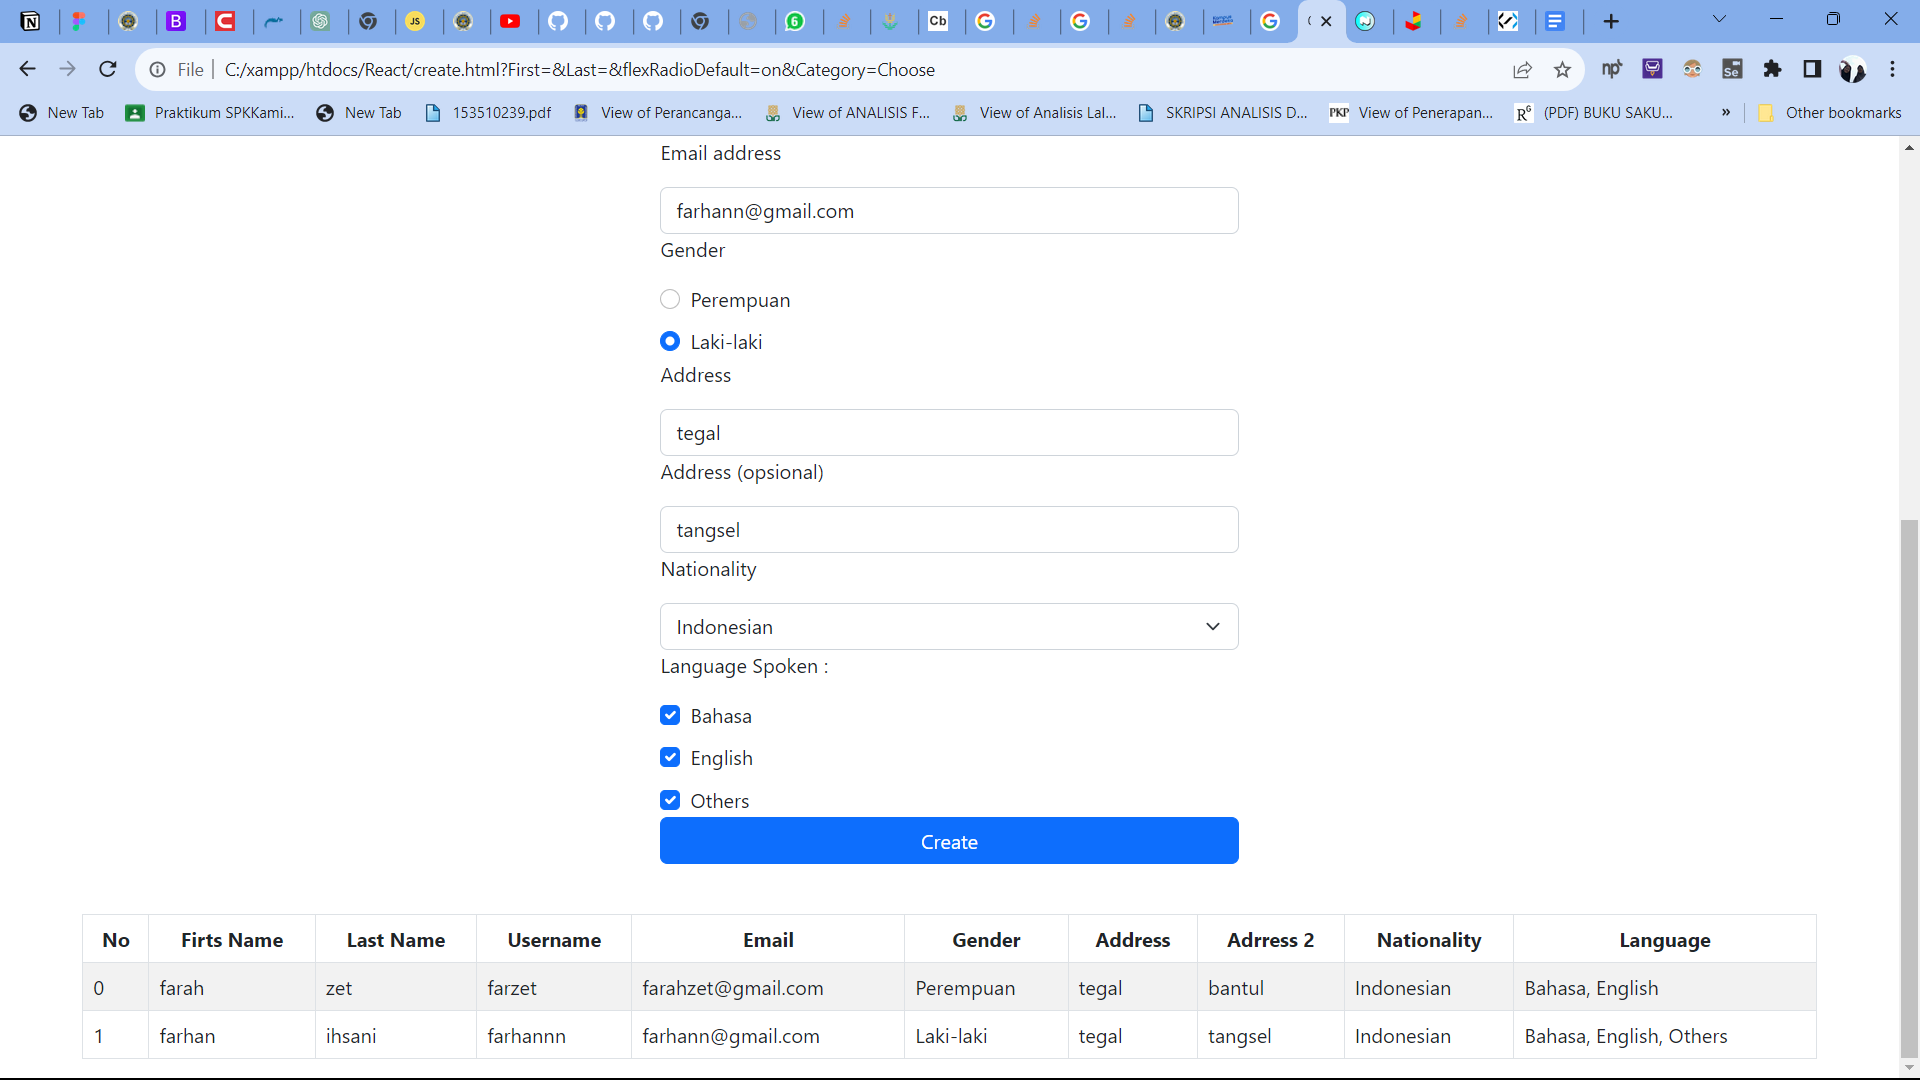 File
C:/xampp/htdocs/React/create.html?First=&Last=&flexRadioDefault=on&Category=Choose
New Tab
Praktikum SPKKami...
New Tab
153510239.pdf
View of Perancanga...
View of ANALISIS F...
View of Analisis Lal...
SKRIPSI ANALISIS D...
PKP View of Penerapan...
(PDF) BUKU SAKU...
»
Other bookmarks
Email address
farhann@gmail.com
Gender
Perempuan
Laki-laki
Address
tegal
Address (opsional)
tangsel
Nationality
Indonesian
Language Spoken :
Bahasa
English
Others
Create
No Firts Name Last Name Username Email Gender Address Adrress 2 Nationality Language
0 farah zet farzet farahzet@gmail.com Perempuan tegal bantul Indonesian Bahasa, English
1 farhan ihsani farhannn farhann@gmail.com Laki-laki tegal tangsel Indonesian Bahasa, English, Others